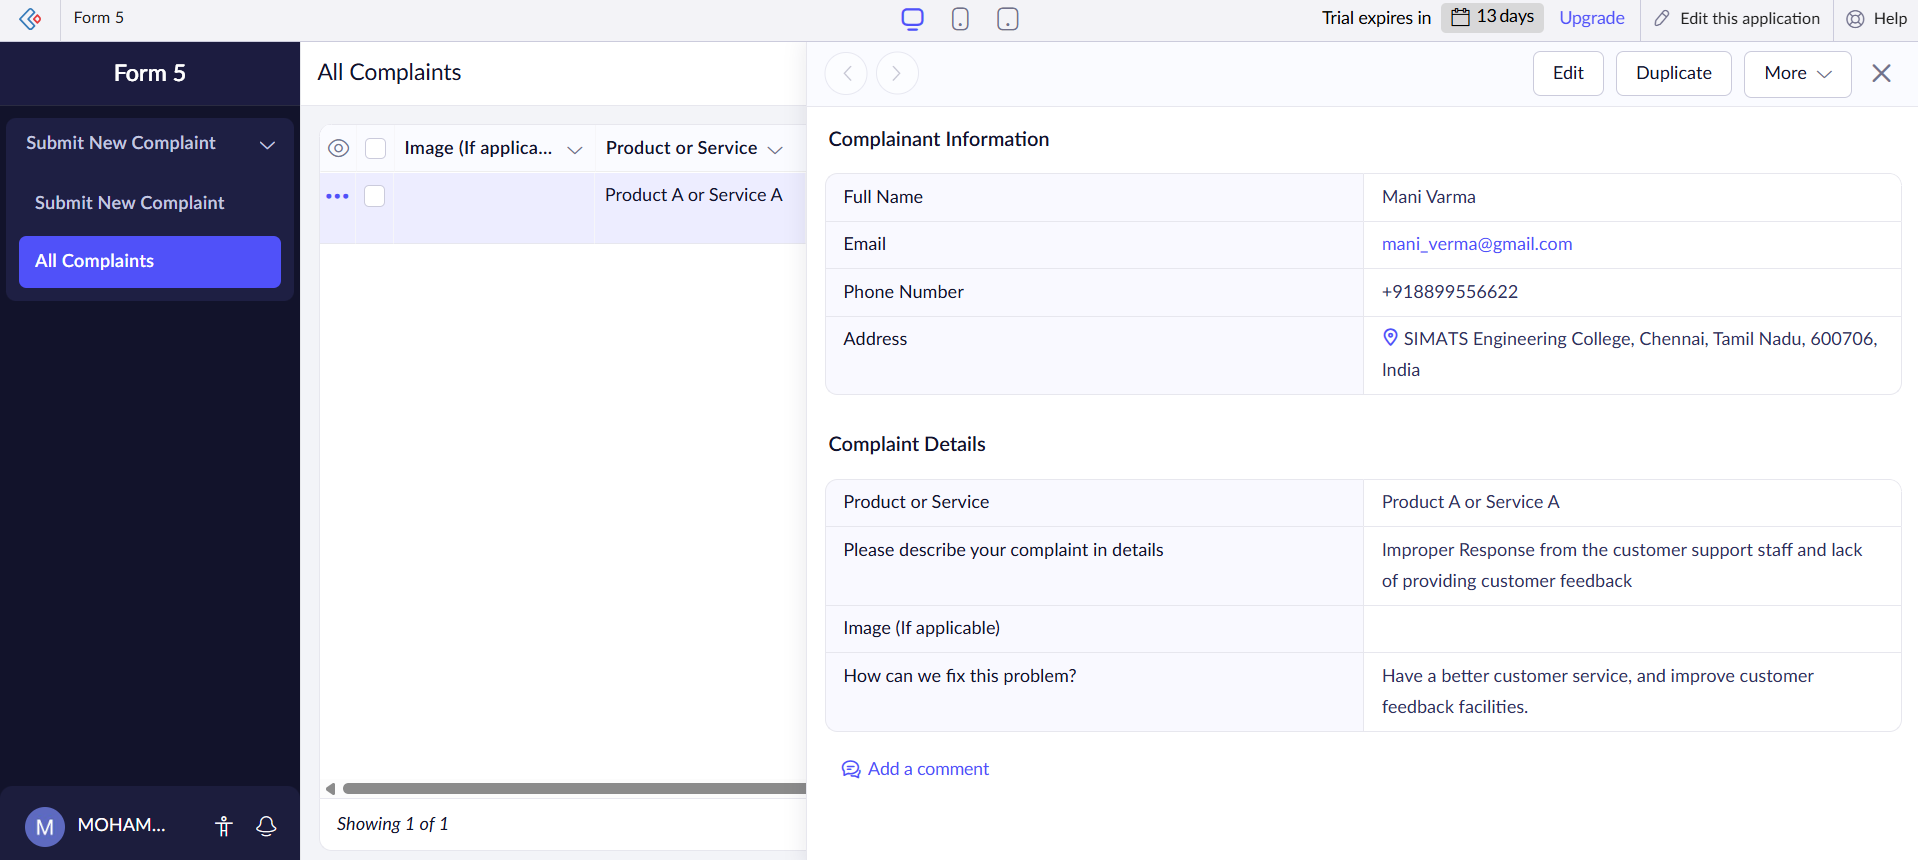 Form 5
Trial expires in 13 days Upgrade Edit this application Help
Form 5
Submit New Complaint
Submit New Complaint
All Complaints
MOHAM...
M
All Complaints
Image (If applica... Product or Service
Product A or Service A
Showing 1 of 1
Edit Duplicate More
Complainant Information
Full Name Mani Varma
Email mani_verma@gmail.com
Phone Number +918899556622
Address SIMATS Engineering College, Chennai, Tamil Nadu, 600706,
India
Complaint Details
Product or Service Product A or Service A
Please describe your complaint in details Improper Response from the customer support staff and lack
of providing customer feedback
Image (If applicable)
How can we fix this problem? Have a better customer service, and improve customer
feedback facilities.
Add a comment